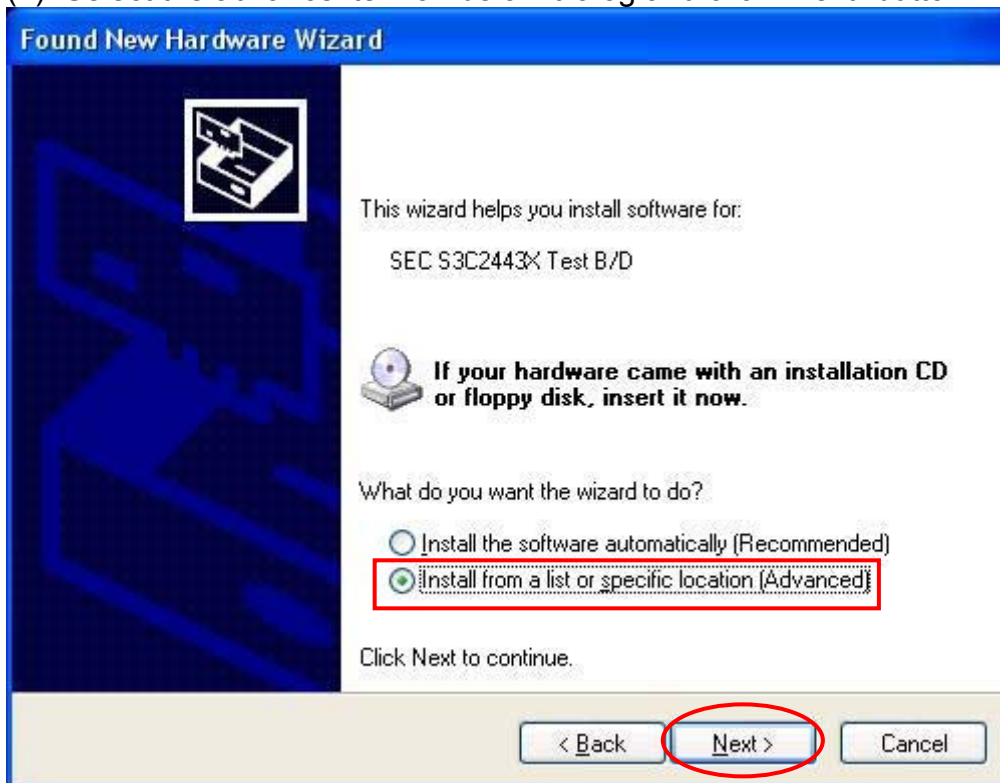 Found New Hardware Wizard
This wizard helps you install software for:
SEC S3C2443X Test B/D
If your hardware came with an installation CD
or floppy disk, insert it now.
What do you want the wizard to do?
Install the software automatically (Recommended)
Install from a list or specific location (Advanced)
Click Next to continue.
< Back Next > Cancel